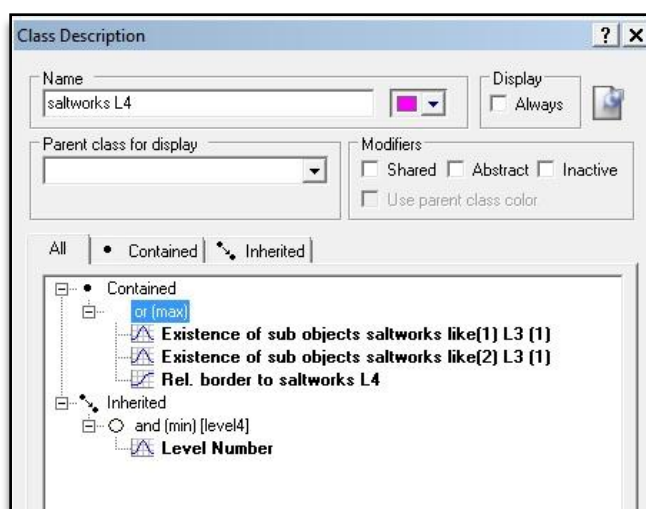 Class Description
Name
saltworks L4
Display
Always
Parent class for display
Modifiers
Shared Abstract Inactive
Use parent class color
All Contained Inherited
Contained
or (max)
Existence of sub objects saltworks like(1) L3 (1)
Existence of sub objects saltworks like(2) L3 (1)
Rel. border to saltworks L4
Inherited
and (min) [level4]
Level Number